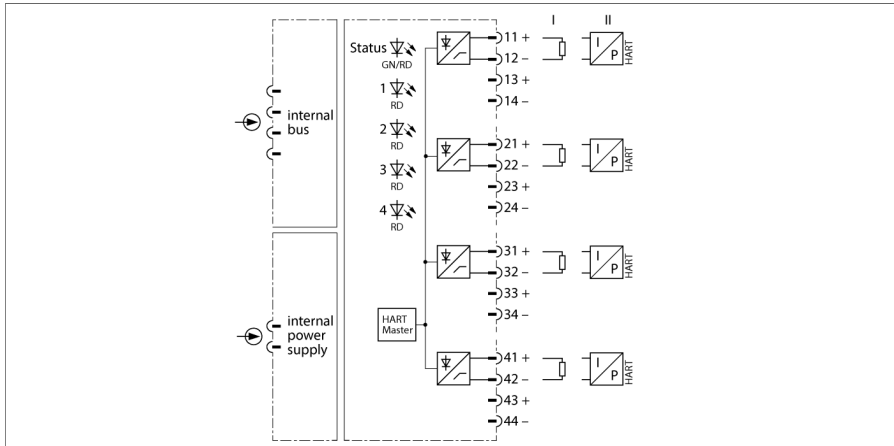 I II
Status
GN/RD
1
RD
2
RD
3
RD
4
RD
internal
bus
internal
power
supply
HART
Master
11 +
12 –
13 +
14 –
I
P
HART
21 +
22 –
23 +
24 –
I
P
HART
31 +
32 –
33 +
34 –
I
P
HART
41 +
42 –
43 +
44 –
I
P
HART